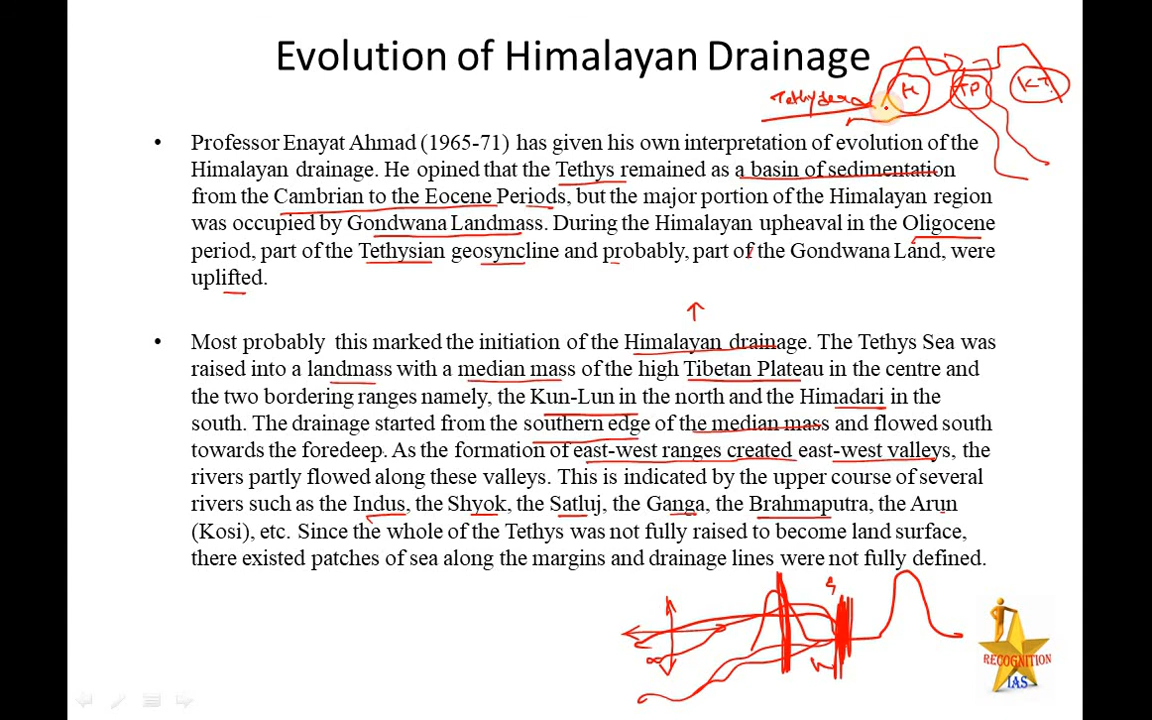 Evolution of Himalayan Drainage
H
TP
KT
• Professor Enayat Ahmad (1965-71) has given his own interpretation of evolution of the
Himalayan drainage. He opined that the Tethys remained as a basin of sedimentation
from the Cambrian to the Eocene Periods, but the major portion of the Himalayan region
was occupied by Gondwana Landmass. During the Himalayan upheaval in the Oligocene
period, part of the Tethysian geosyncline and probably, part of the Gondwana Land, were
uplifted.
• Most probably this marked the initiation of the Himalayan drainage. The Tethys Sea was
raised into a landmass with a median mass of the high Tibetan Plateau in the centre and
the two bordering ranges namely, the Kun-Lun in the north and the Himadari in the
south. The drainage started from the southern edge of the median mass and flowed south
towards the foredeep. As the formation of east-west ranges created east-west valleys, the
rivers partly flowed along these valleys. This is indicated by the upper course of several
rivers such as the Indus, the Shyok, the Satluj, the Ganga, the Brahmaputra, the Arun
(Kosi), etc. Since the whole of the Tethys was not fully raised to become land surface,
there existed patches of sea along the margins and drainage lines were not fully defined.
RECOGNITION
IAS